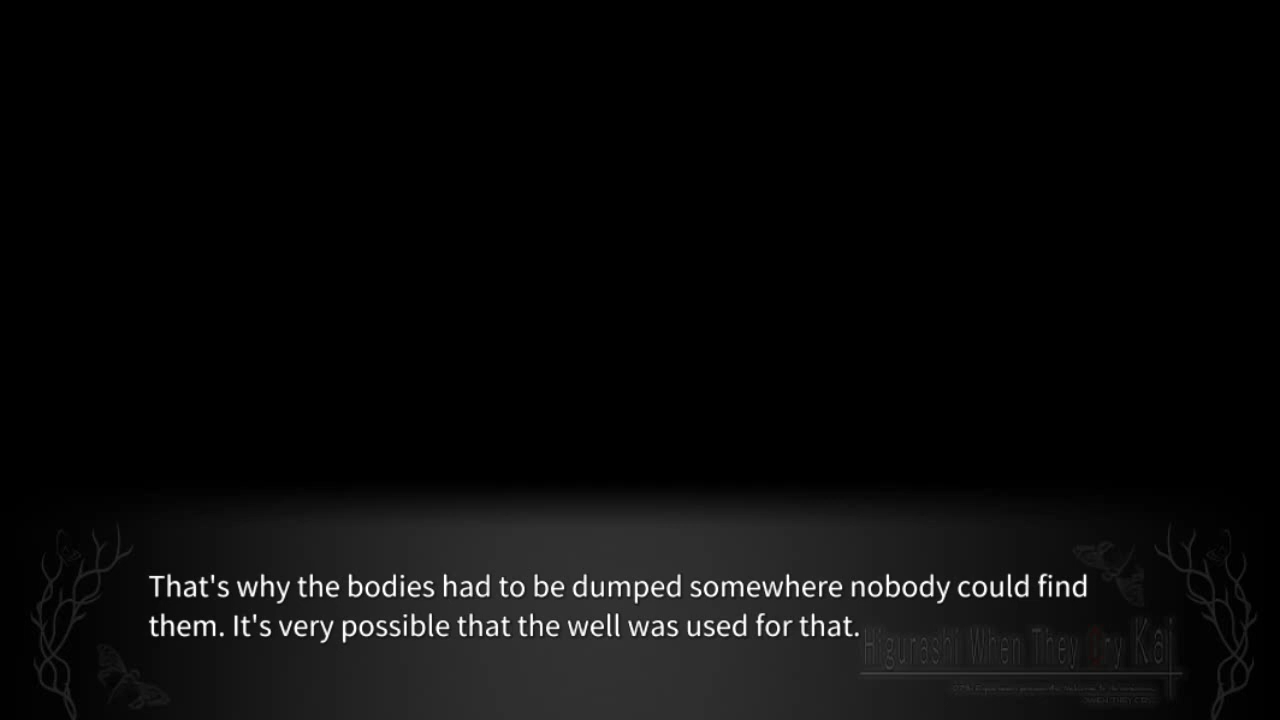 That's why the bodies had to be dumped somewhere nobody could find
them. It's very possible that the well was used for that.
Higurashi When They Cry Kai